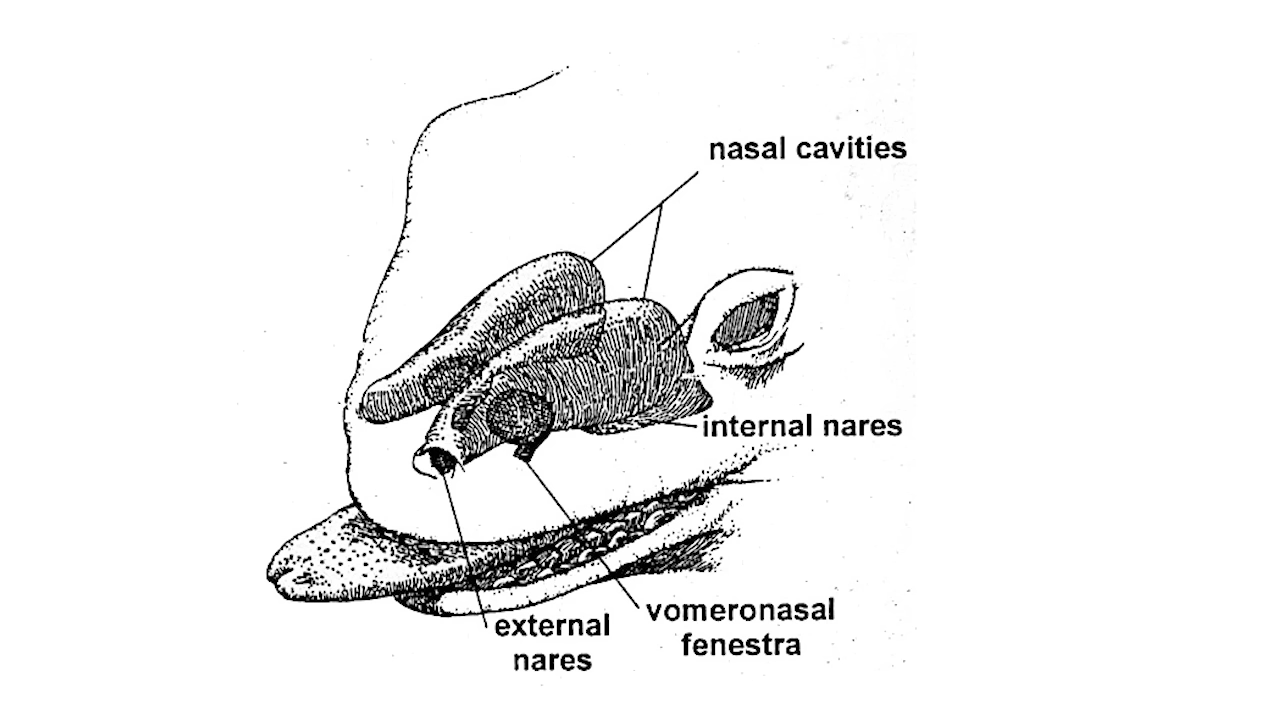 nasal cavities
internal nares
external
nares
vomeronasal
fenestra